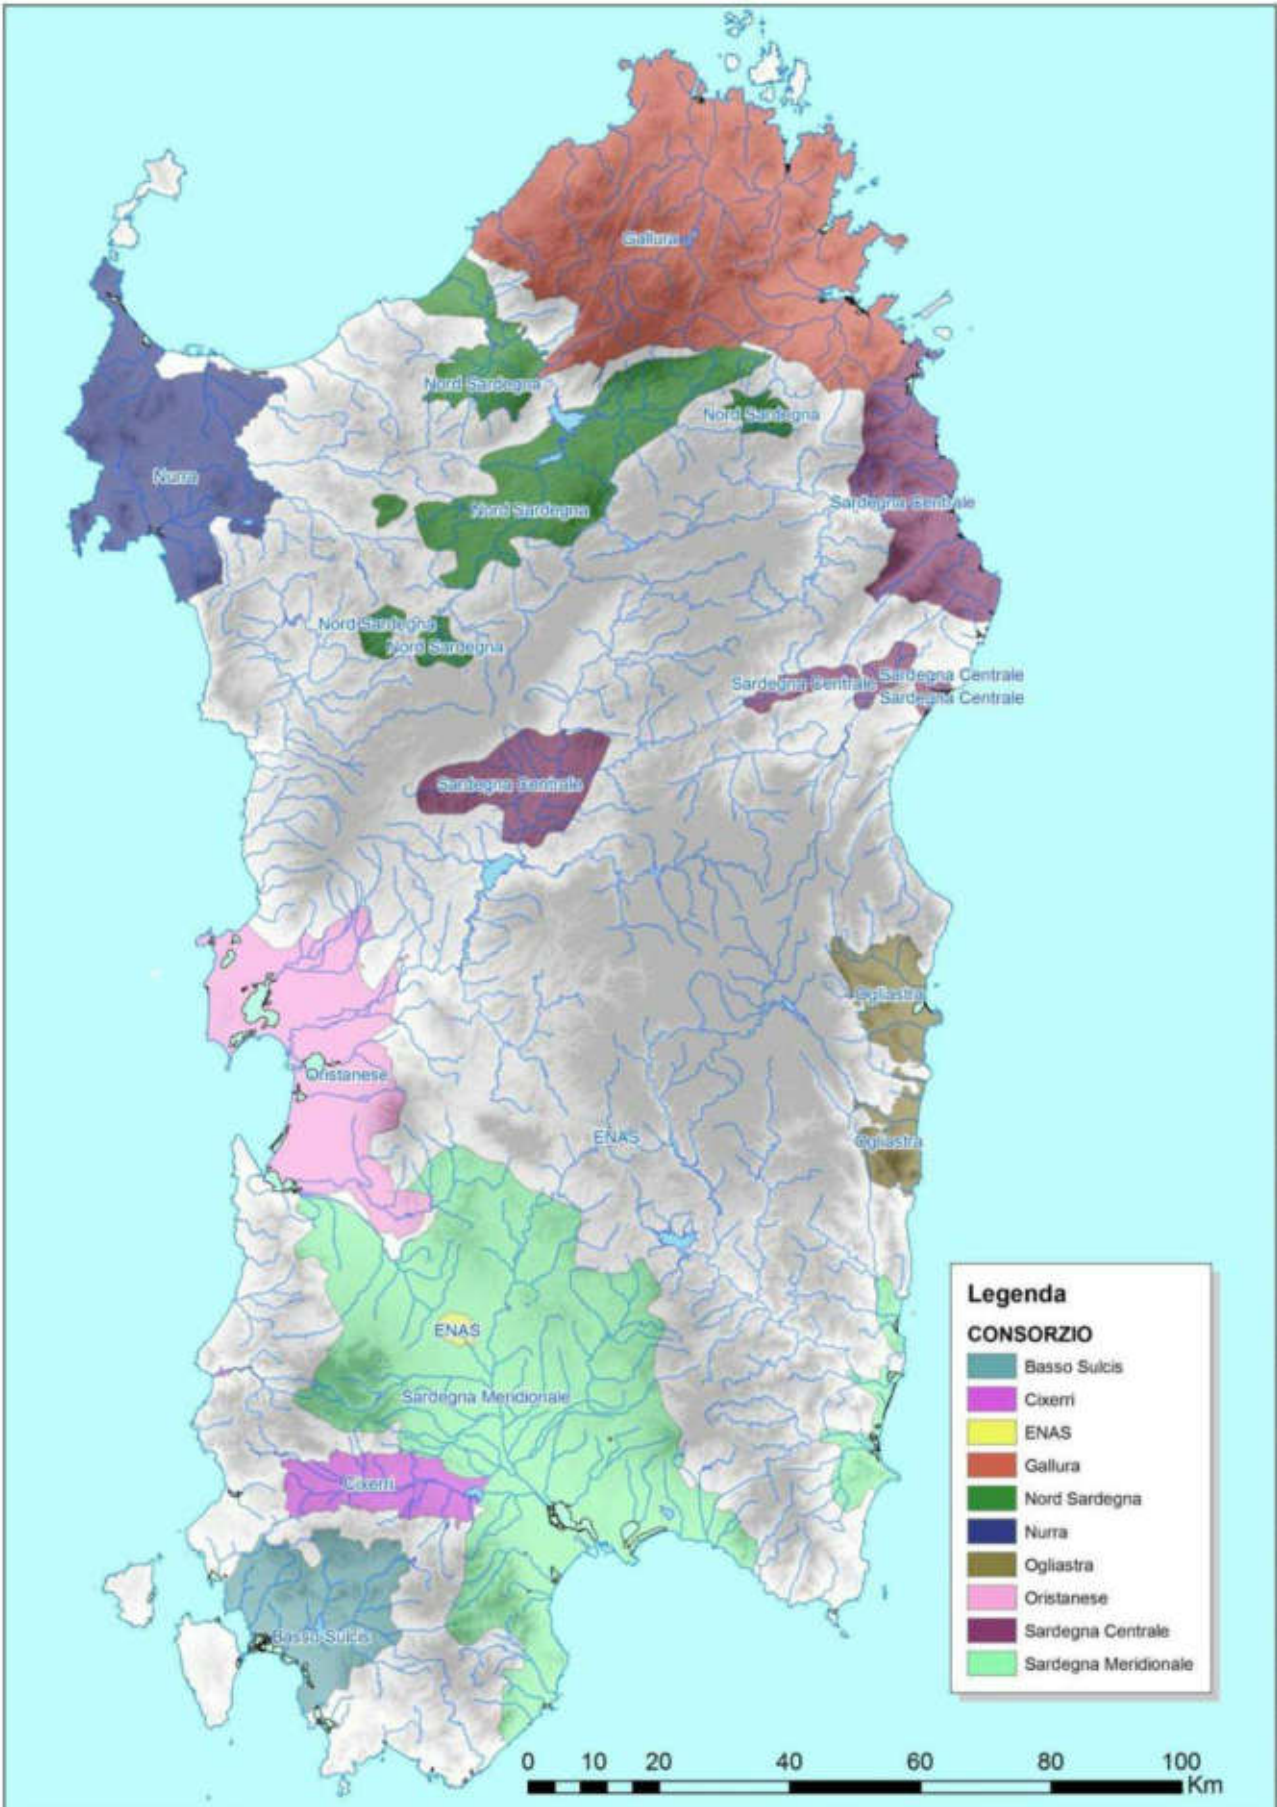 Gallura
Nord Sardegna
Nord Sardegna
Nurra
Sardegna Centrale
Nord Sardegna
Nord Sardegna
Nord Sardegna
Sardegna Centrale
Sardegna Centrale
Sardegna Centrale
Sardegna Centrale
Ogliastra
Oristanese
ENAS
Ogliastra
ENAS
Sardegna Meridionale
Cixerri
Basso Sulcis
Legenda
CONSORZIO
Basso Sulcis
Cixerri
ENAS
Gallura
Nord Sardegna
Nurra
Ogliastra
Oristanese
Sardegna Centrale
Sardegna Meridionale
0 10 20 40 60 80 100
Km